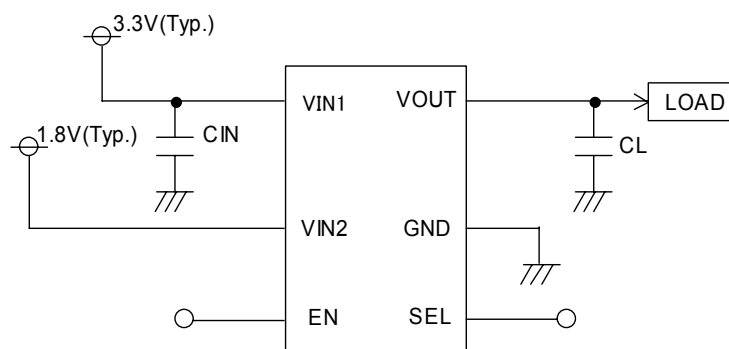 3.3V(Typ.)
VIN1
VOUT
LOAD
1.8V(Typ.)
CIN
CL
VIN2
GND
EN
SEL